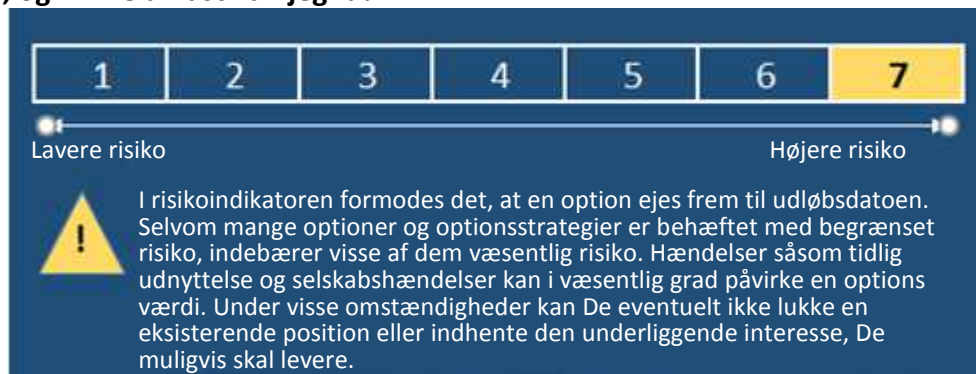 1 2 3 4 5 6 7
Lavere risiko Højere risiko
I risikoindikatoren formodes det, at en option ejes frem til udløbsdatoen.
Selvom mange optioner og optionsstrategier er behæftet med begrænset
risiko, indebærer visse af dem væsentlig risiko. Hændelser såsom tidlig
udnyttelse og selskabshændelser kan i væsentlig grad påvirke en options
værdi. Under visse omstændigheder kan De eventuelt ikke lukke en
eksisterende position eller indhente den underliggende interesse, De
muligvis skal levere.